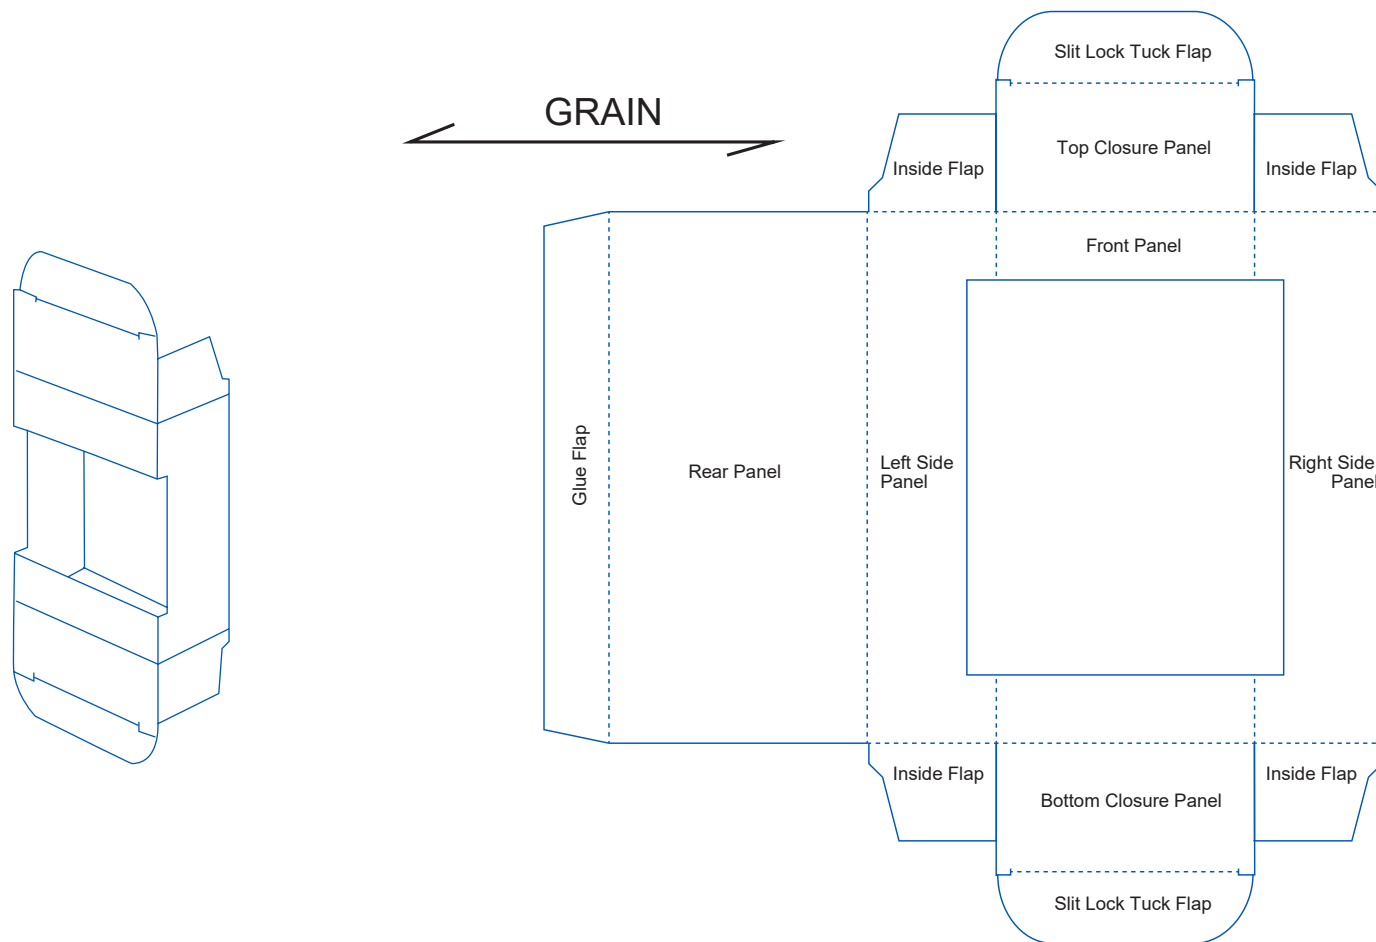 Slit Lock Tuck Flap
GRAIN
Top Closure Panel
Inside Flap
Inside Flap
Front Panel
Glue Flap
Rear Panel
Left Side
Panel
Right Side
Panel
Inside Flap
Inside Flap
Bottom Closure Panel
Slit Lock Tuck Flap